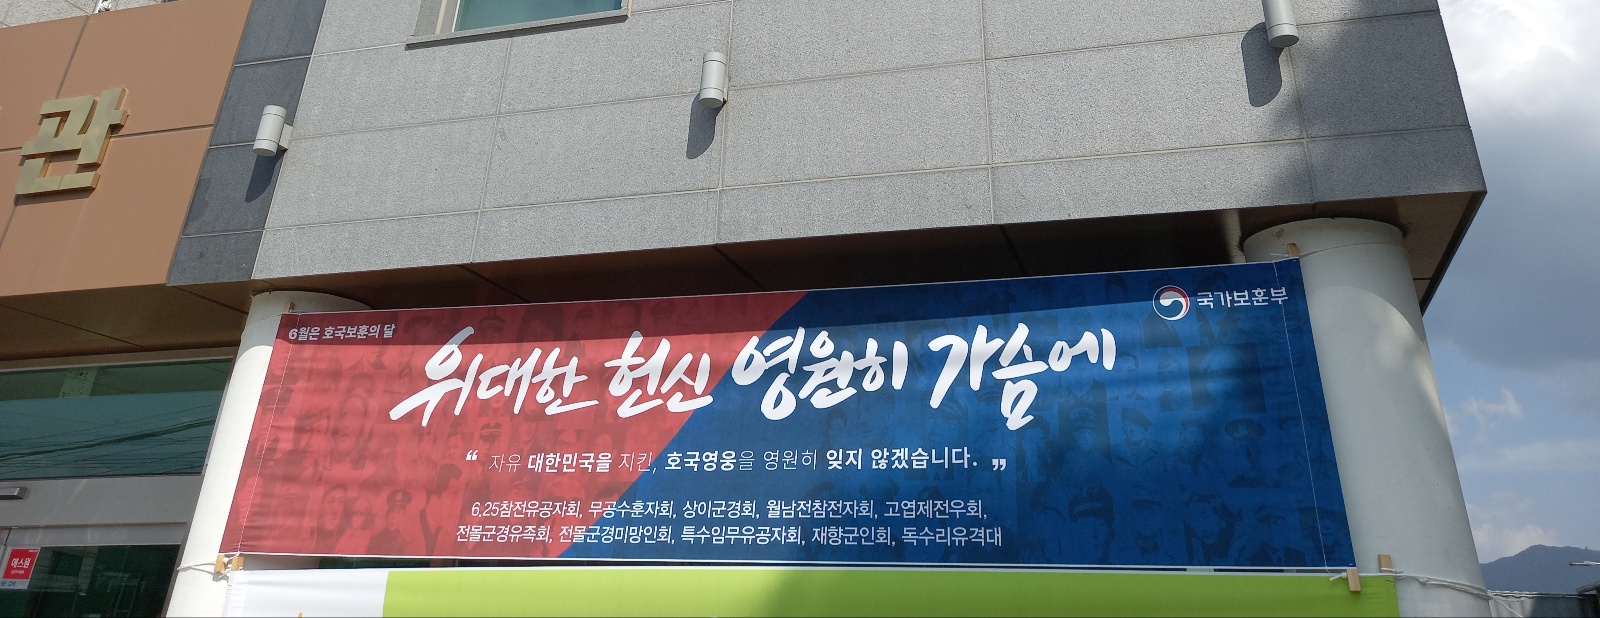 관
6월은 호국보훈의 달
국가보훈부
위대한 헌신 영원히 가슴에
“ 자유 대한민국을 지킨, 호국영웅을 영원히 잊지 않겠습니다. ”
6.25참전유공자회, 무공수훈자회, 상이군경회, 월남전참전자회, 고엽제전우회,
전몰군경유족회, 전몰군경미망인회, 특수임무유공자회, 재향군인회, 독수리유격대
에스원